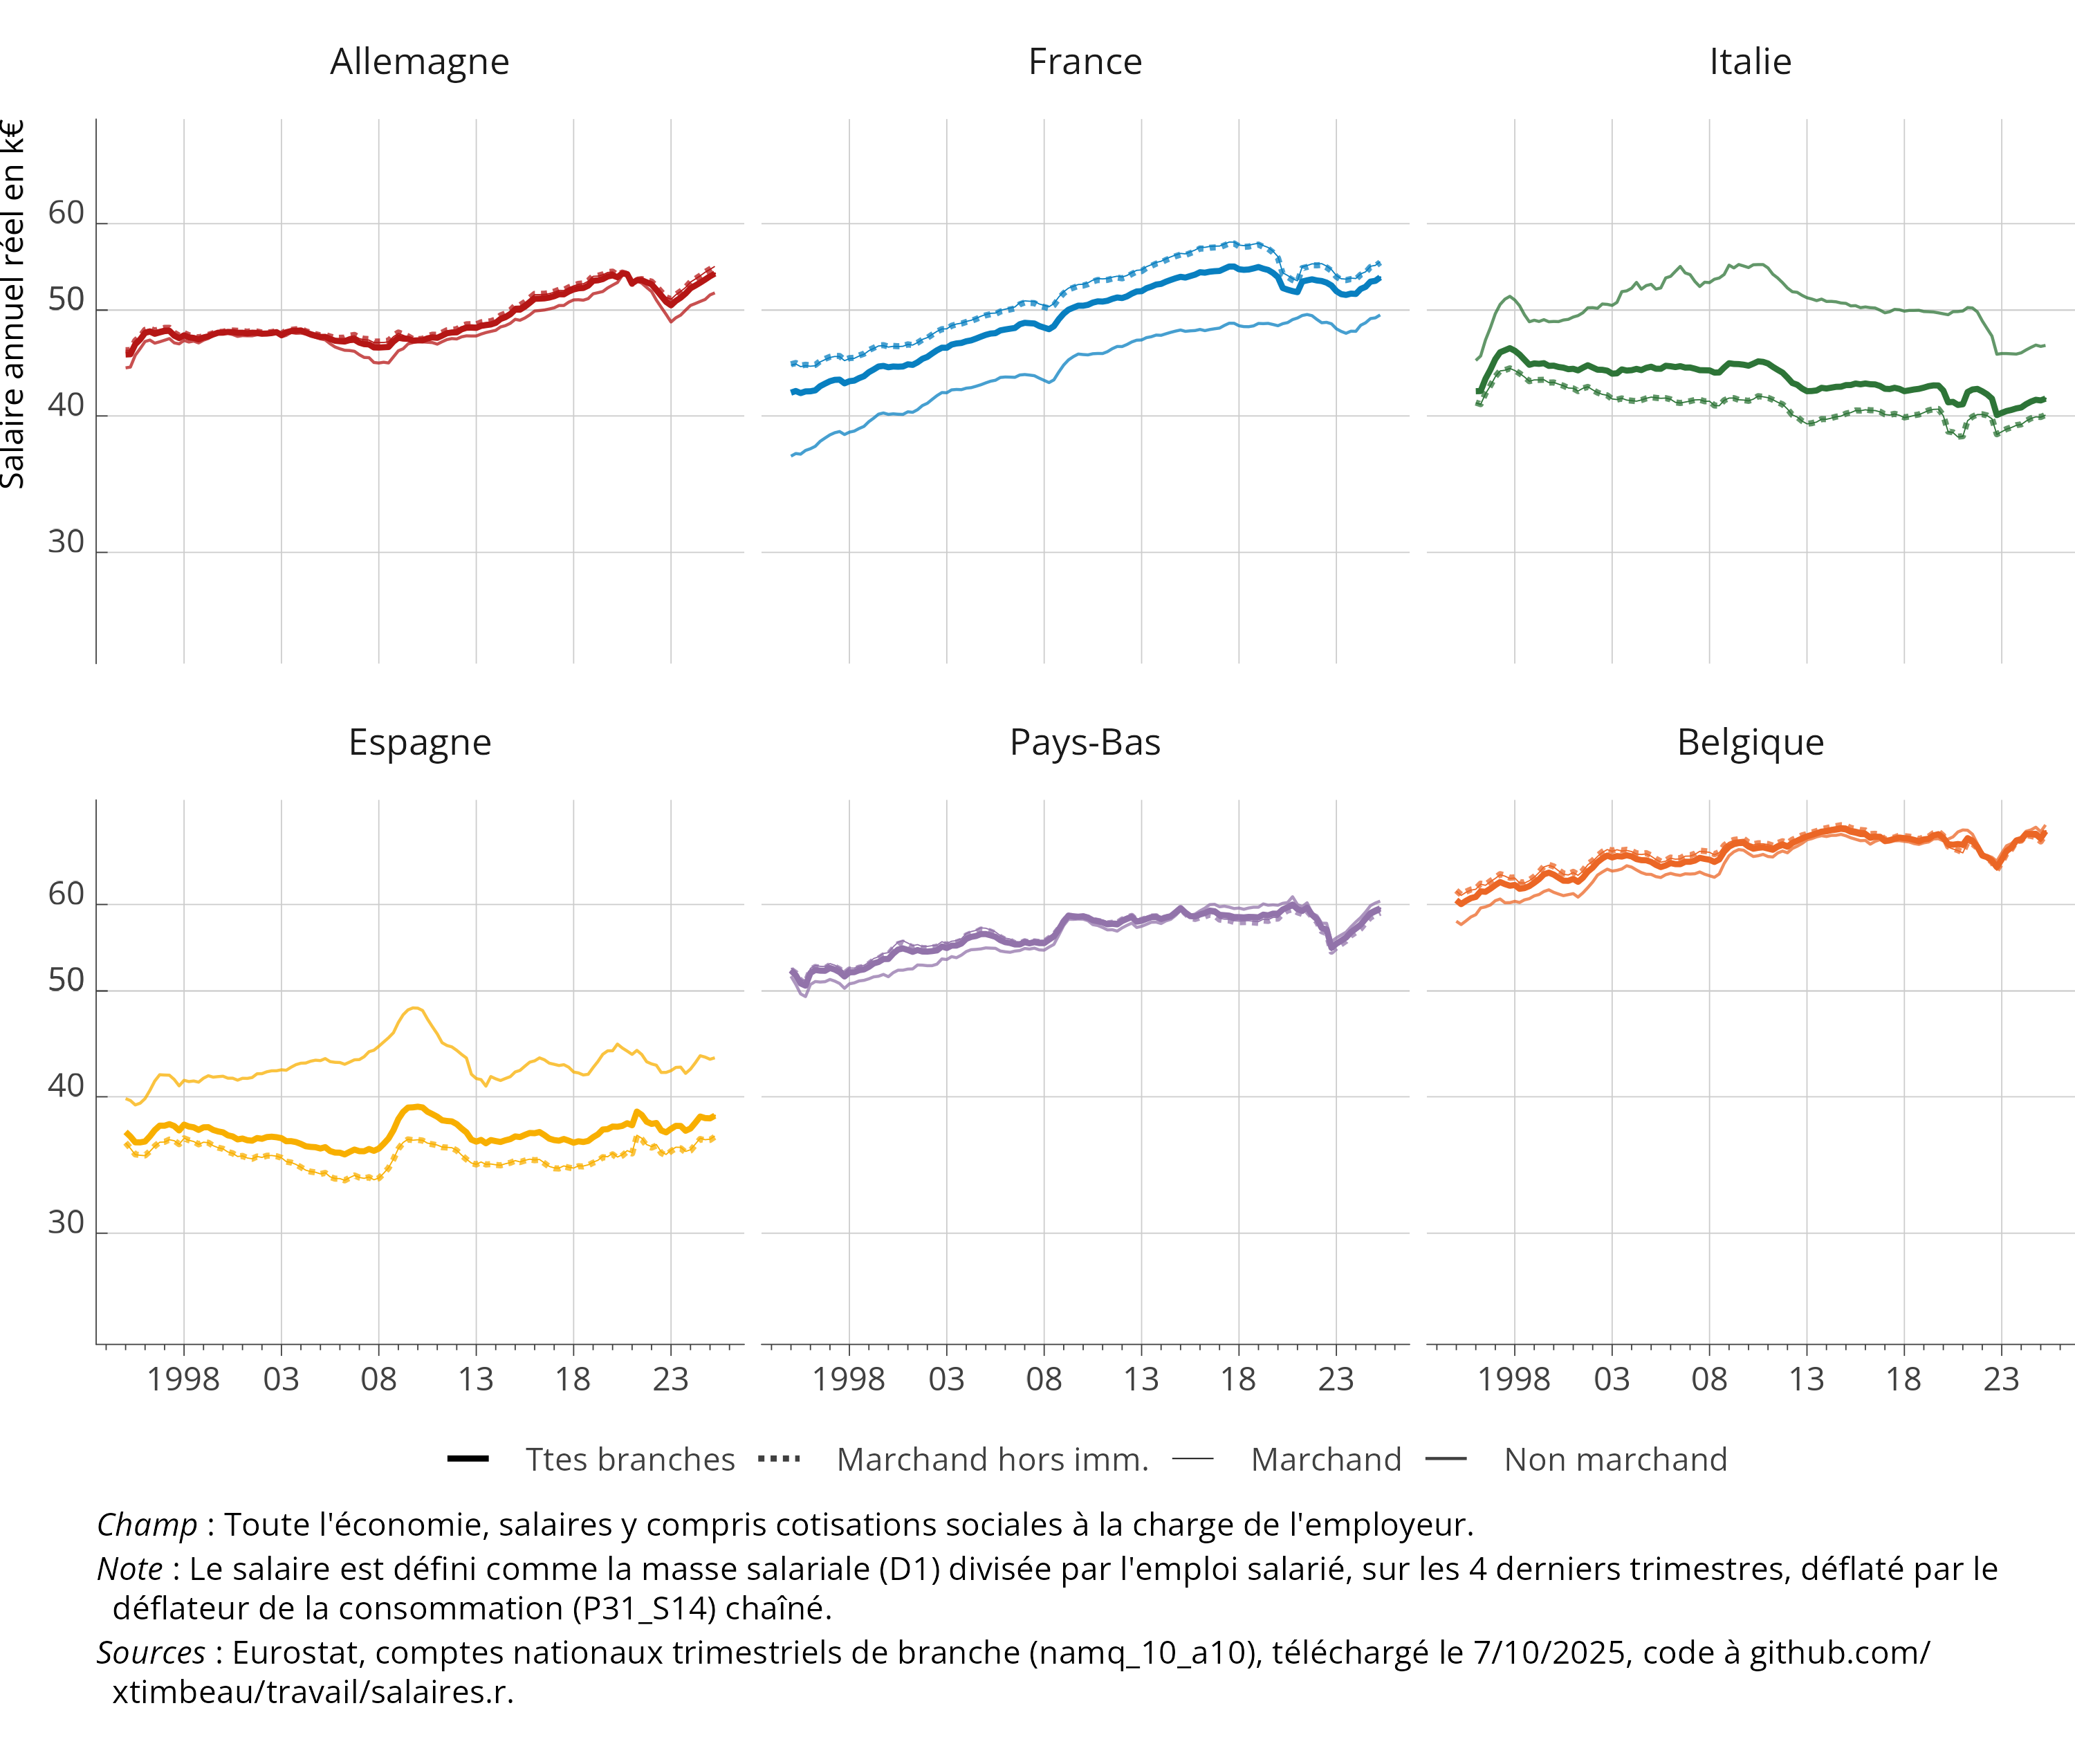 Allemagne
France
Italie
Salaire annuel réel en k€
60
50
40
30
Espagne
Pays-Bas
Belgique
60
50
40
30
1998 03 08 13 18 23
1998 03 08 13 18 23
1998 03 08 13 18 23
Ttes branches Marchand hors imm. Marchand Non marchand
Champ : Toute l'économie, salaires y compris cotisations sociales à la charge de l'employeur.
Note : Le salaire est défini comme la masse salariale (D1) divisée par l'emploi salarié, sur les 4 derniers trimestres, déflaté par le
déflateur de la consommation (P31_S14) chaîné.
Sources : Eurostat, comptes nationaux trimestriels de branche (namq_10_a10), téléchargé le 7/10/2025, code à github.com/
xtimbeau/travail/salaires.r.